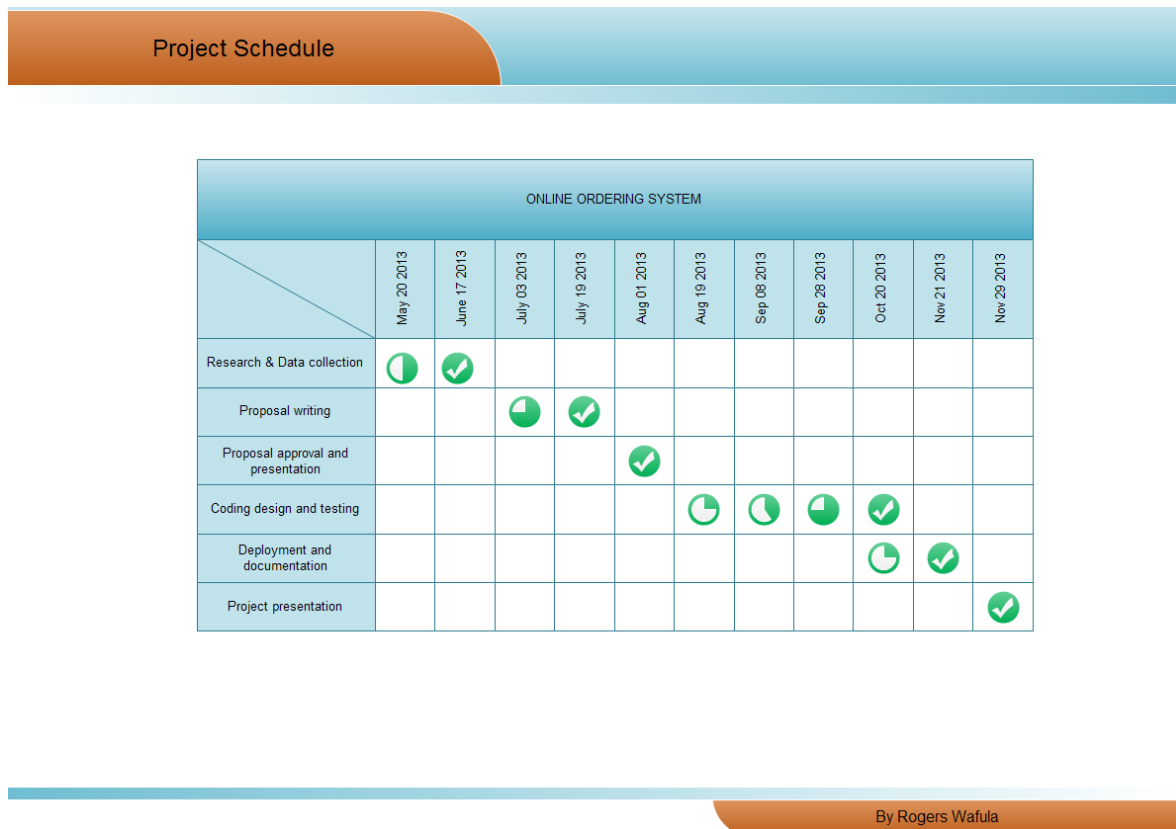 Project Schedule
ONLINE ORDERING SYSTEM
May 20 2013
June 17 2013
July 03 2013
July 19 2013
Aug 01 2013
Aug 19 2013
Sep 08 2013
Sep 28 2013
Oct 20 2013
Nov 21 2013
Nov 29 2013
Research & Data collection
Proposal writing
Proposal approval and
presentation
Coding design and testing
Deployment and
documentation
Project presentation
By Rogers Wafula